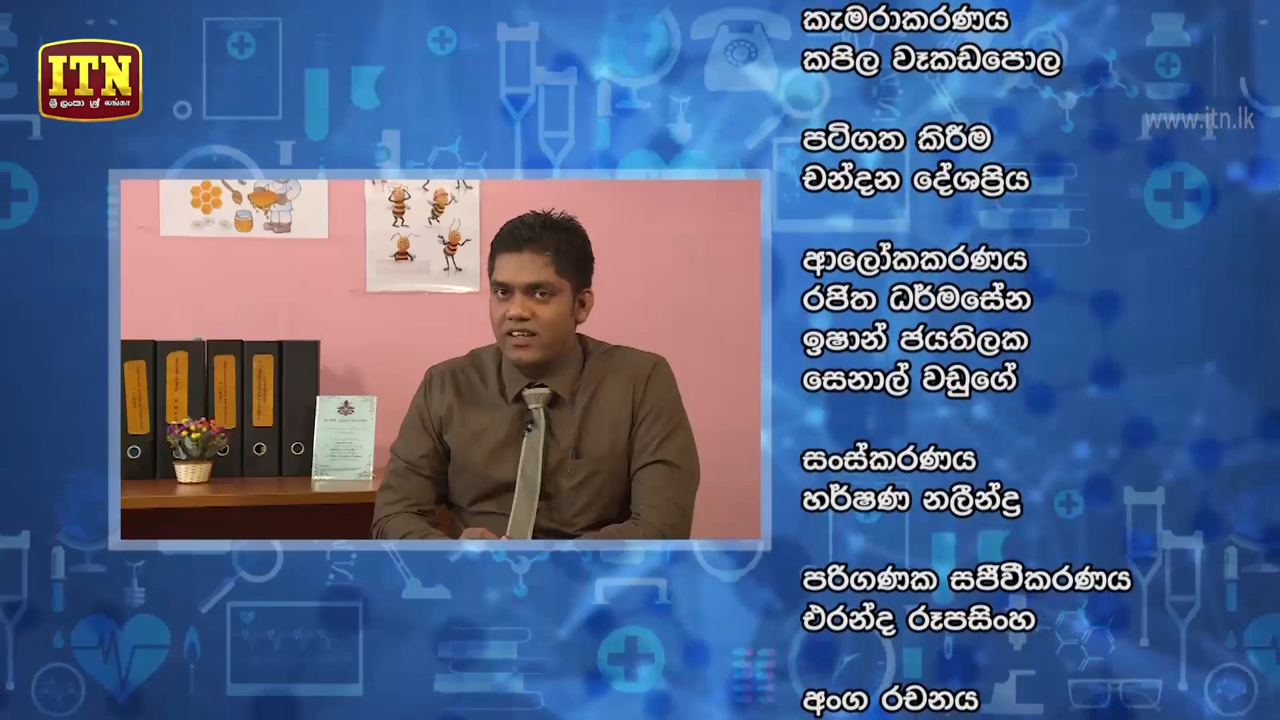 ITN
ශ්‍රී ලංකා ஸ்ரீ லங்கா
www.itn.lk
කැමරාකරණය
කපිල වෑකඩපොල
පටිගත කිරීම
චන්දන දේශප්‍රිය
ආලෝකකරණය
රජිත ධර්මසේන
ඉෂාන් ජයතිලක
සෙනාල් වඩුගේ
සංස්කරණය
හර්ෂණ නලීන්ද්‍ර
පරිගණක සජීවීකරණය
එරන්ද රූපසිංහ
අංග රචනය